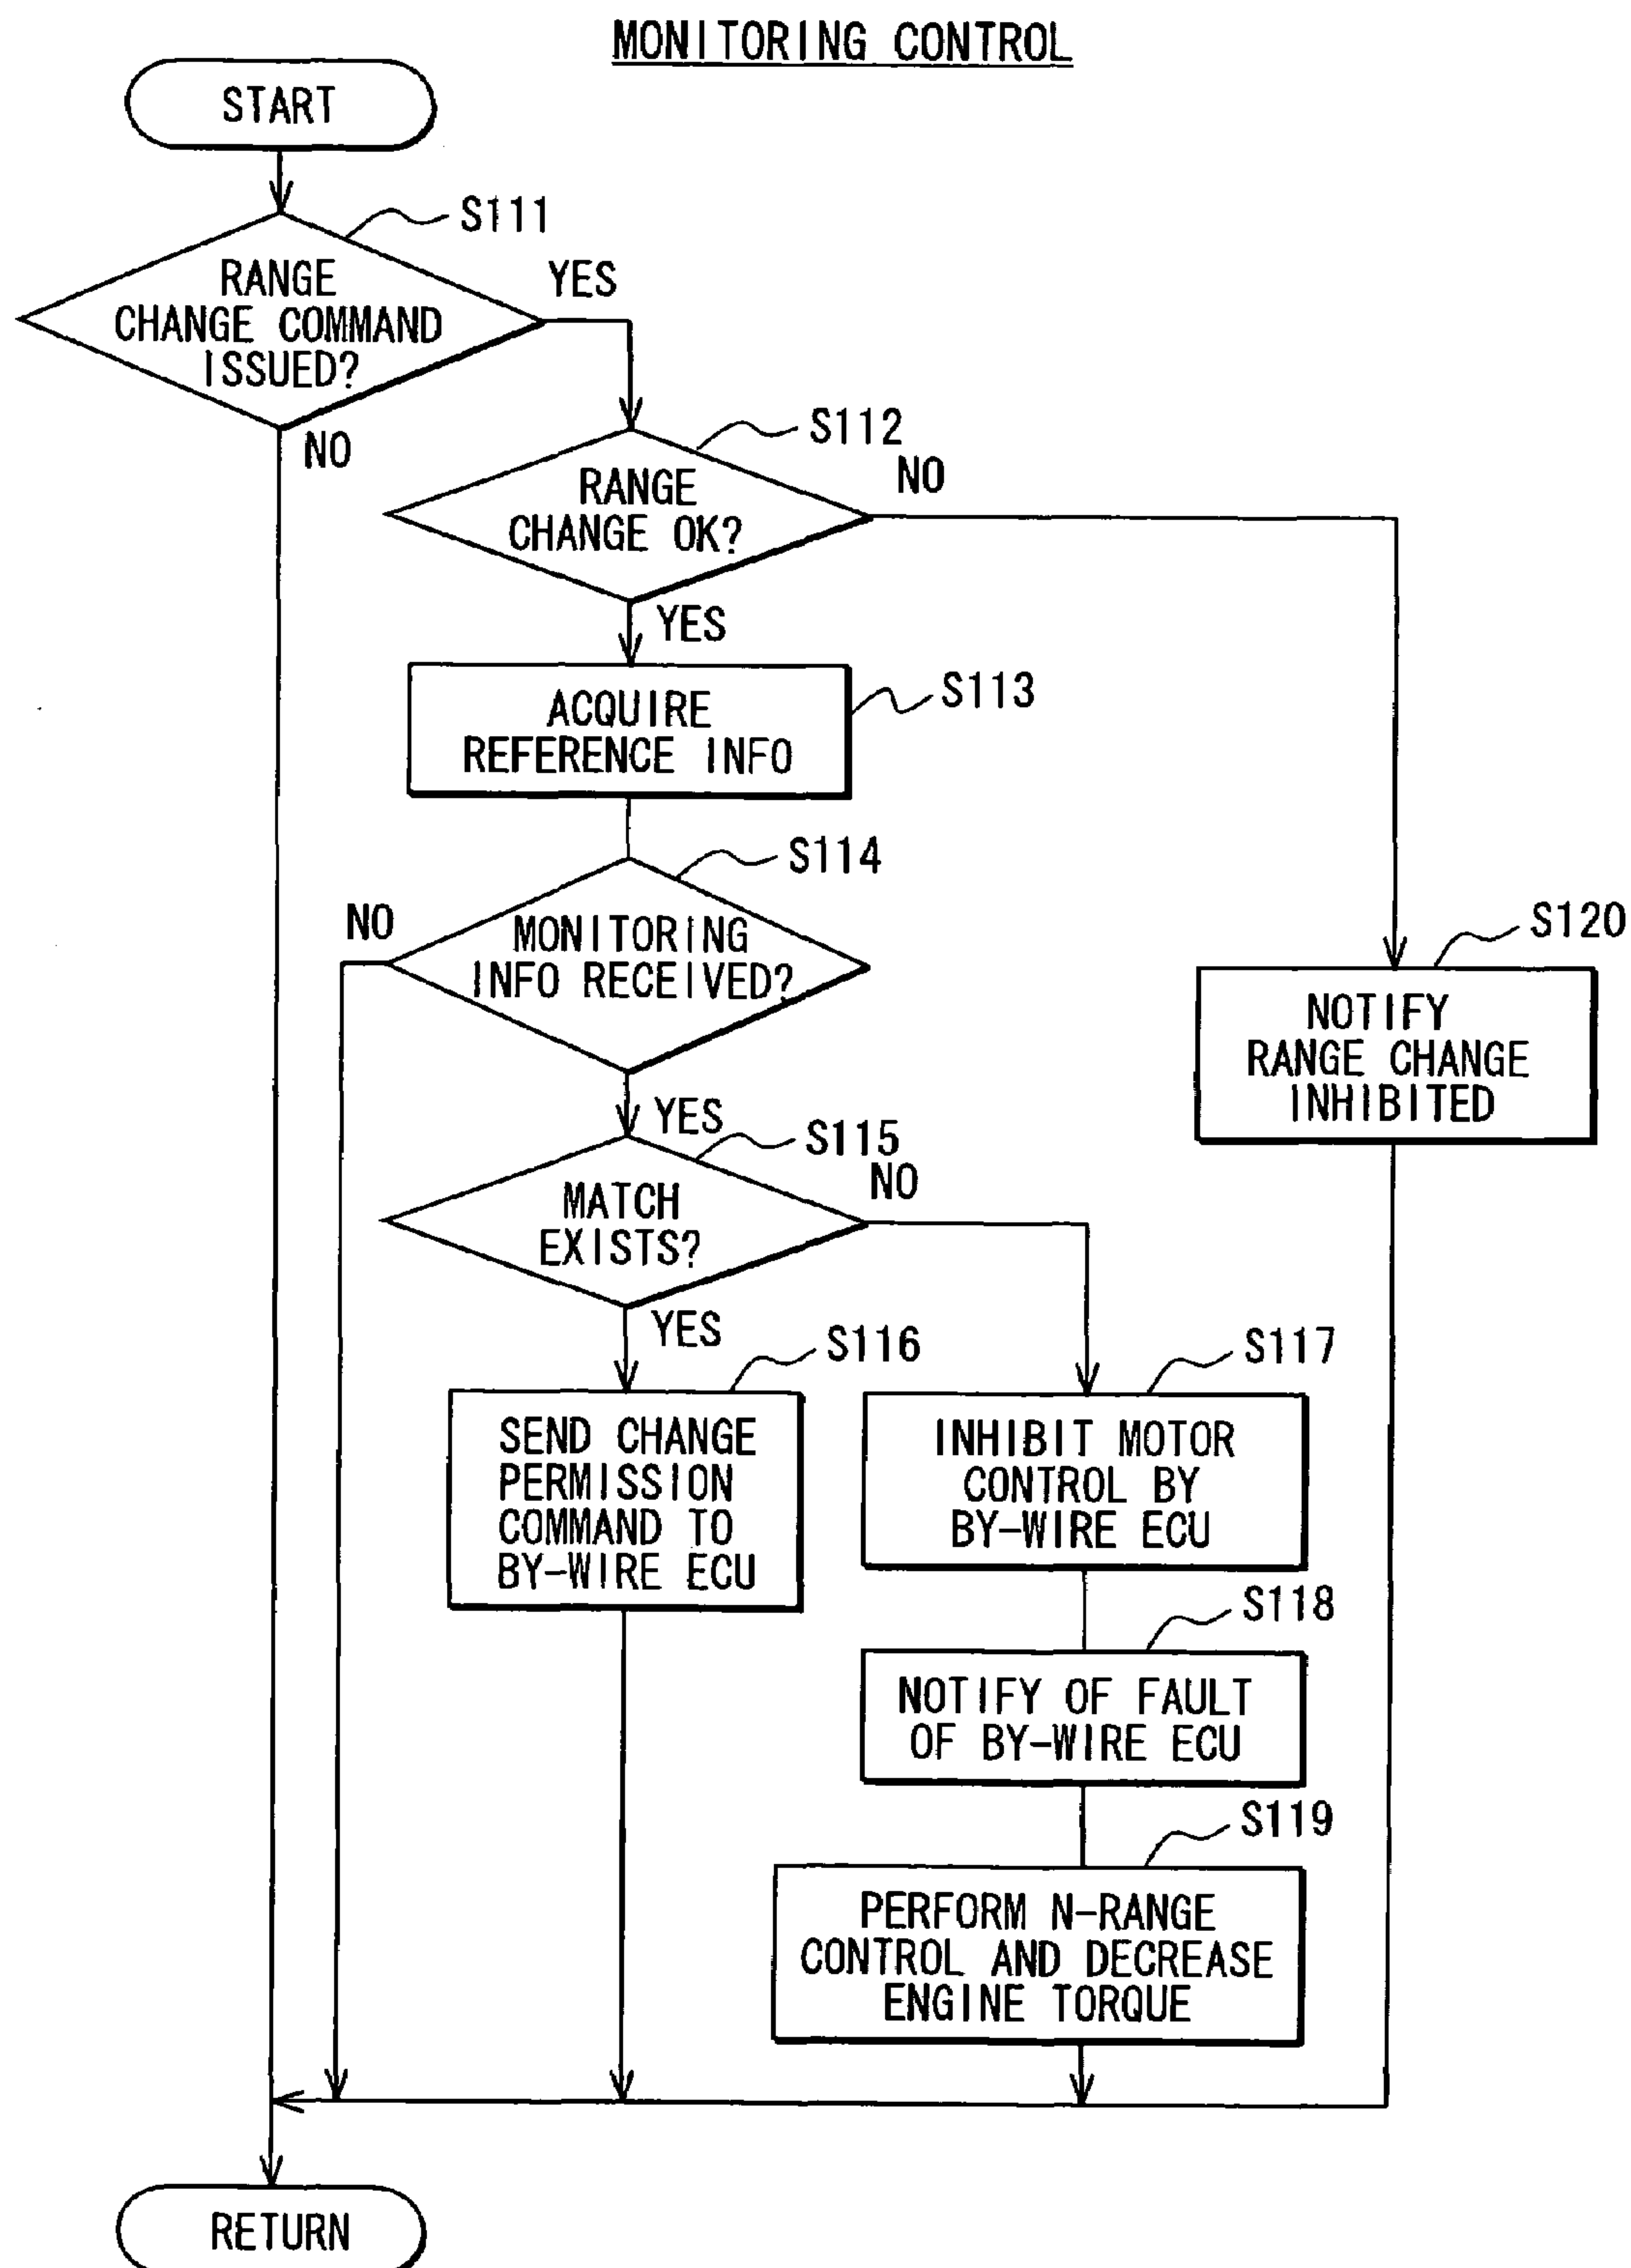 MONITORING CONTROL
START
S111
RANGE
CHANGE COMMAND
ISSUED?
YES
NO
S112
RANGE
CHANGE OK?
NO
YES
ACQUIRE
REFERENCE INFO
S113
S114
MONITORING
INFO RECEIVED?
NO
YES
S120
NOTIFY
RANGE CHANGE
INHIBITED
S115
MATCH
EXISTS?
NO
YES
S116
SEND CHANGE
PERMISSION
COMMAND TO
BY-WIRE ECU
S117
INHIBIT MOTOR
CONTROL BY
BY-WIRE ECU
S118
NOTIFY OF FAULT
OF BY-WIRE ECU
S119
PERFORM N-RANGE
CONTROL AND DECREASE
ENGINE TORQUE
RETURN